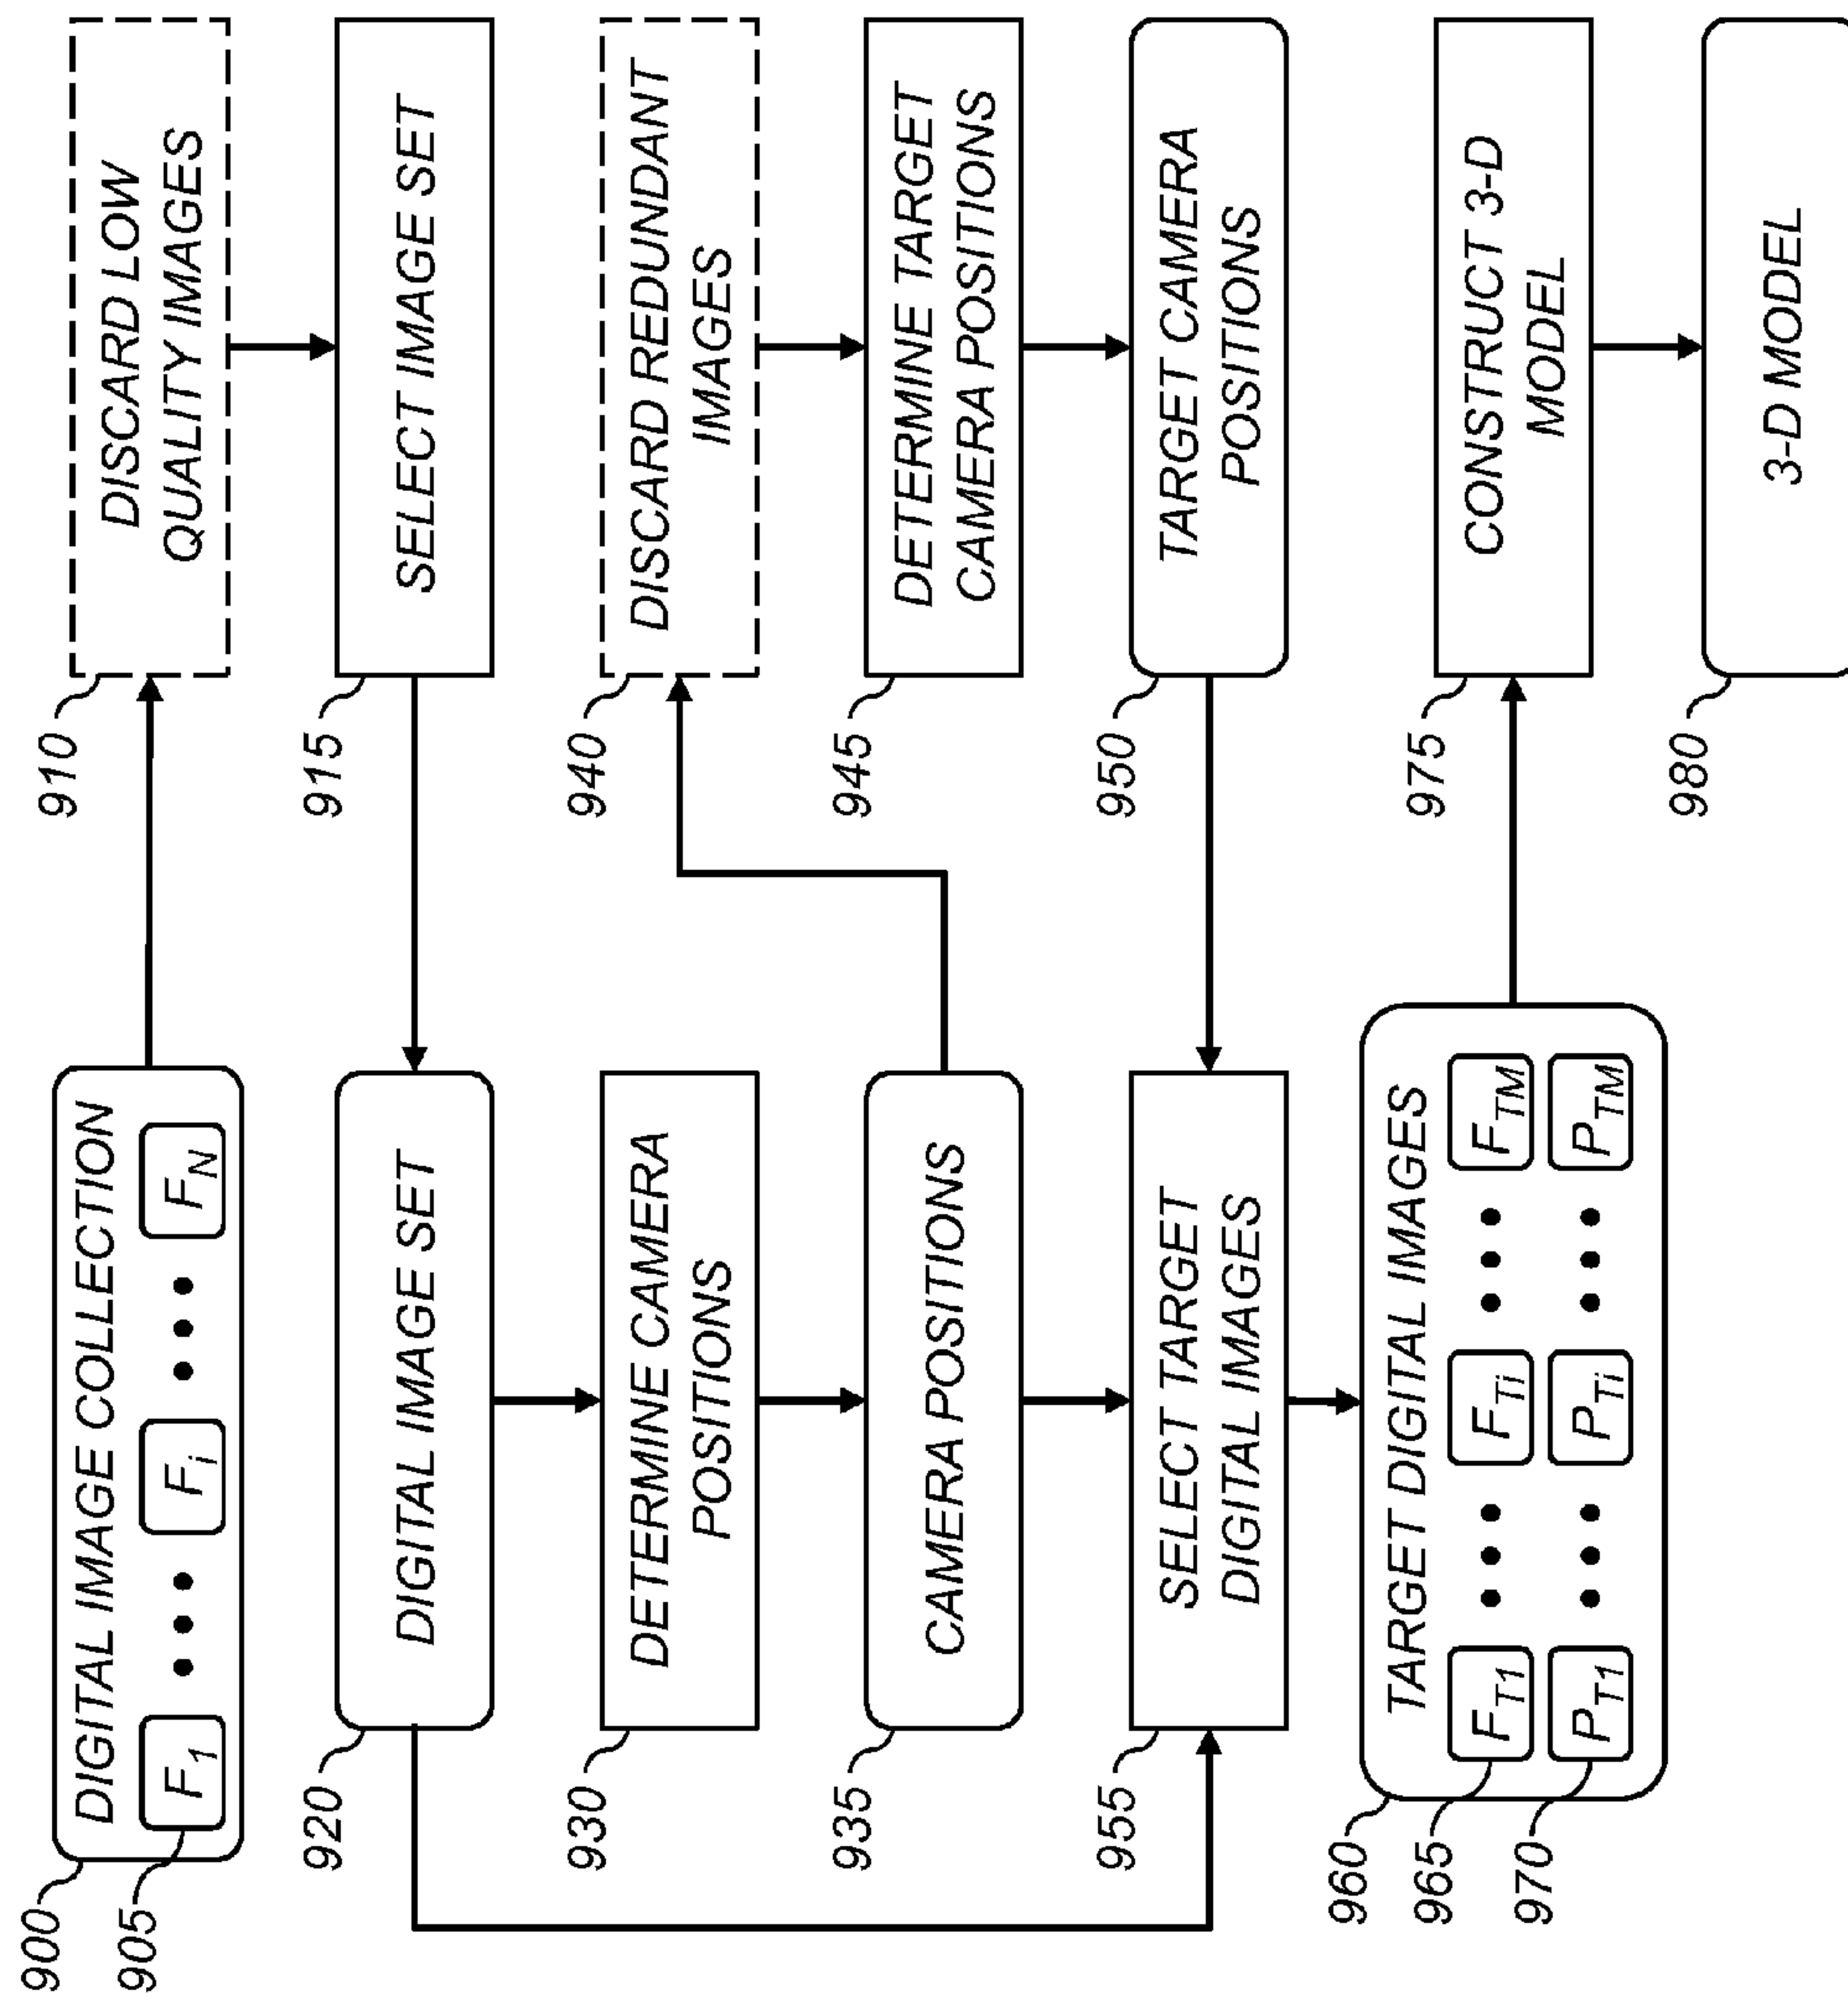 900
905
DIGITAL IMAGE COLLECTION
F1
Fi
FN
910
DISCARD LOW
QUALITY IMAGES
920
DIGITAL IMAGE SET
915
SELECT IMAGE SET
930
DETERMINE CAMERA
POSITIONS
940
DISCARD REDUNDANT
IMAGES
935
CAMERA POSITIONS
945
DETERMINE TARGET
CAMERA POSITIONS
955
SELECT TARGET
DIGITAL IMAGES
950
TARGET CAMERA
POSITIONS
960
965
970
TARGET DIGITAL IMAGES
FT1
FTi
FTM
PT1
PTi
PTM
975
CONSTRUCT 3-D
MODEL
980
3-D MODEL